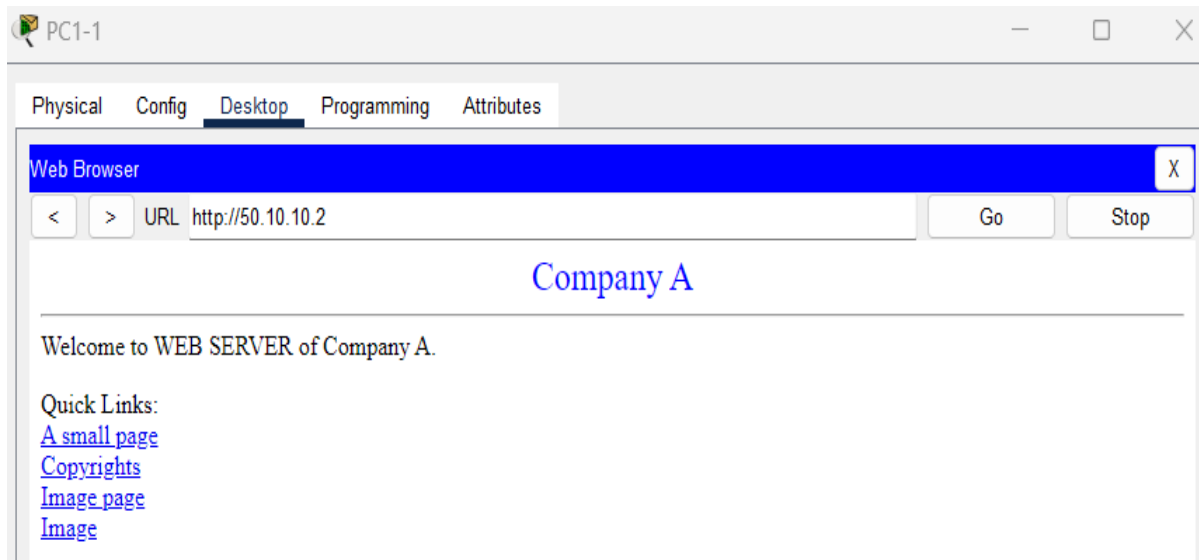 PC1-1
Physical Config Desktop Programming Attributes
Web Browser X
< > URL http://50.10.10.2 Go Stop
Company A
Welcome to WEB SERVER of Company A.
Quick Links:
A small page
Copyrights
Image page
Image